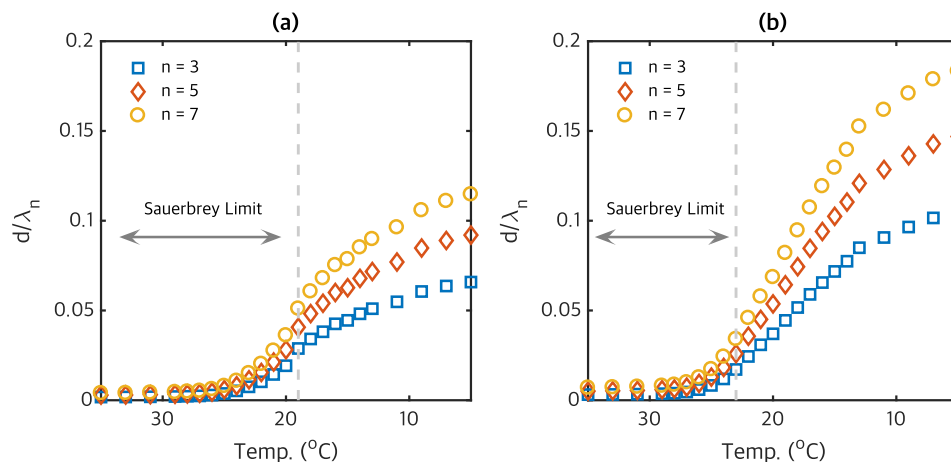 (a)
0.2
0.15
0.1
0.05
0
d/λn
n = 3
n = 5
n = 7
Sauerbrey Limit
30
20
10
Temp. (°C)
(b)
0.2
0.15
0.1
0.05
0
d/λn
n = 3
n = 5
n = 7
Sauerbrey Limit
30
20
10
Temp. (°C)